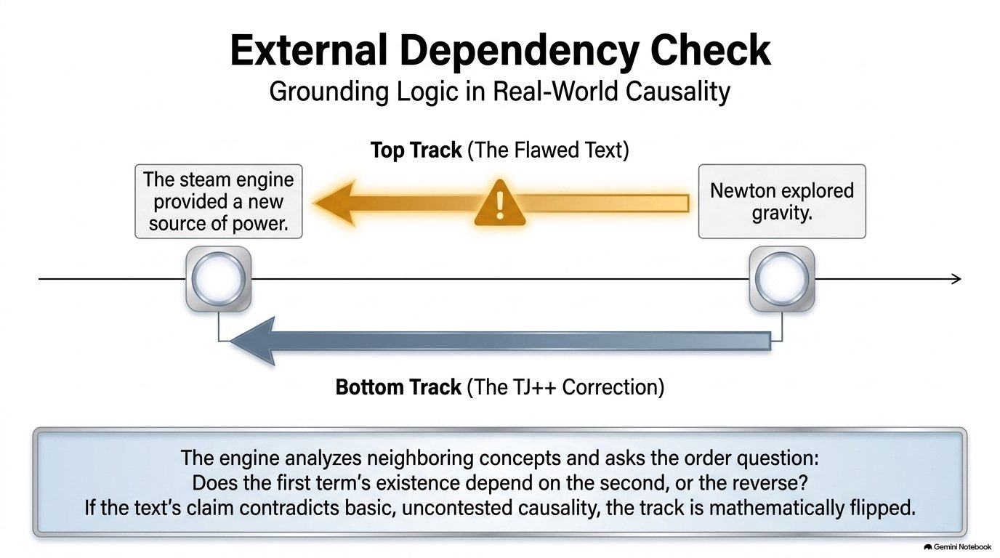 External Dependency Check
Grounding Logic in Real-World Causality
Top Track (The Flawed Text)
The steam engine
provided a new
source of power.
Newton explored
gravity.
Bottom Track (The TJ++ Correction)
The engine analyzes neighboring concepts and asks the order question:
Does the first term's existence depend on the second, or the reverse?
If the text's claim contradicts basic, uncontested causality, the track is mathematically flipped.
Gemini Notebook